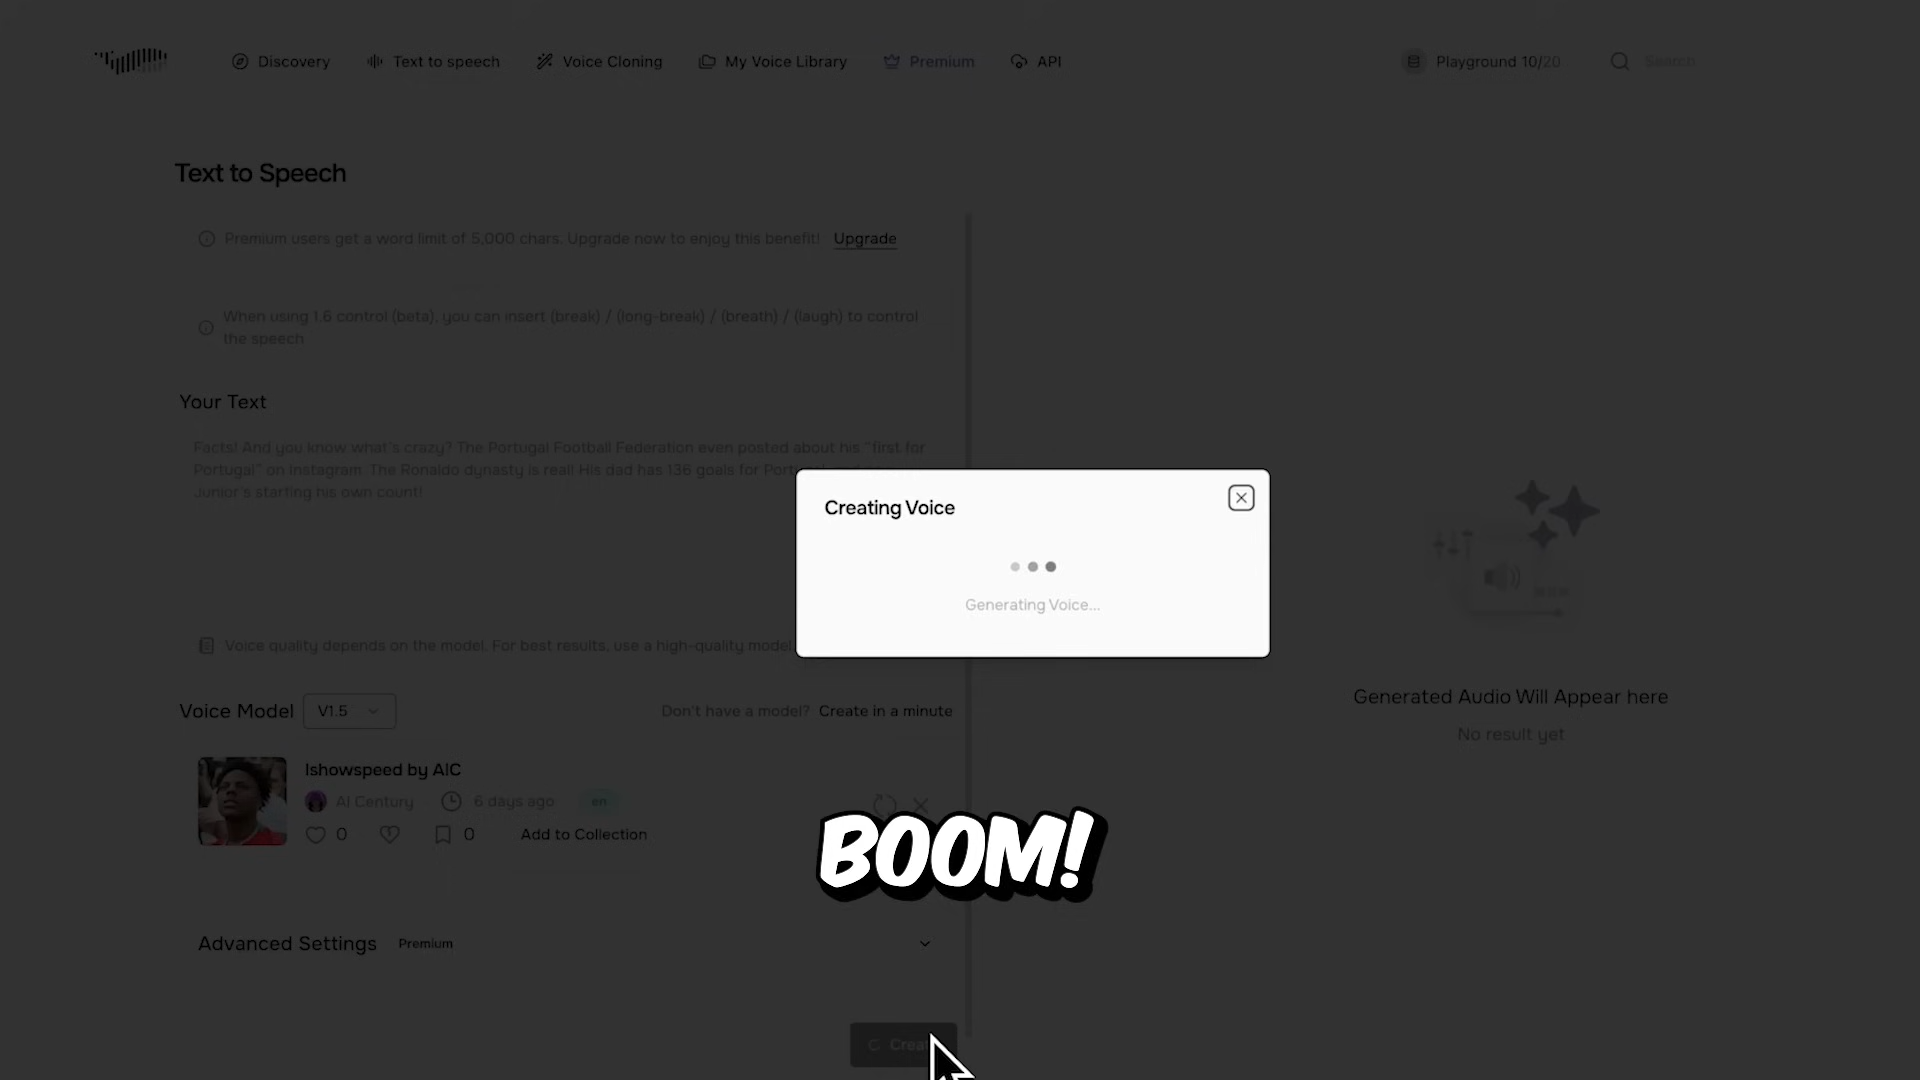 Discovery
Text to speech
Voice Cloning
My Voice Library
Premium
API
Playground 10/20
Search
Text to Speech
Premium users get a word limit of 5,000 chars. Upgrade now to enjoy this benefit! Upgrade
When using 1.6 control (beta), you can insert (break) / (long-break) / (breath) / (laugh) to control
the speech
Your Text
Facts! And you know what's crazy? The Portugal Football Federation even posted about his "first for
Portugal" on Instagram. The Ronaldo dynasty is real! His dad has 136 goals for
Junior's starting his own count!
Creating Voice
Generating Voice...
Voice quality depends on the model. For best results, use a high-quality model
Voice Model V1.5
Don't have a model? Create in a minute
Generated Audio Will Appear here
No result yet
Ishowspeed by AIC
AI Century 6 days ago en
0 0 Add to Collection
BOOM!
Advanced Settings Premium